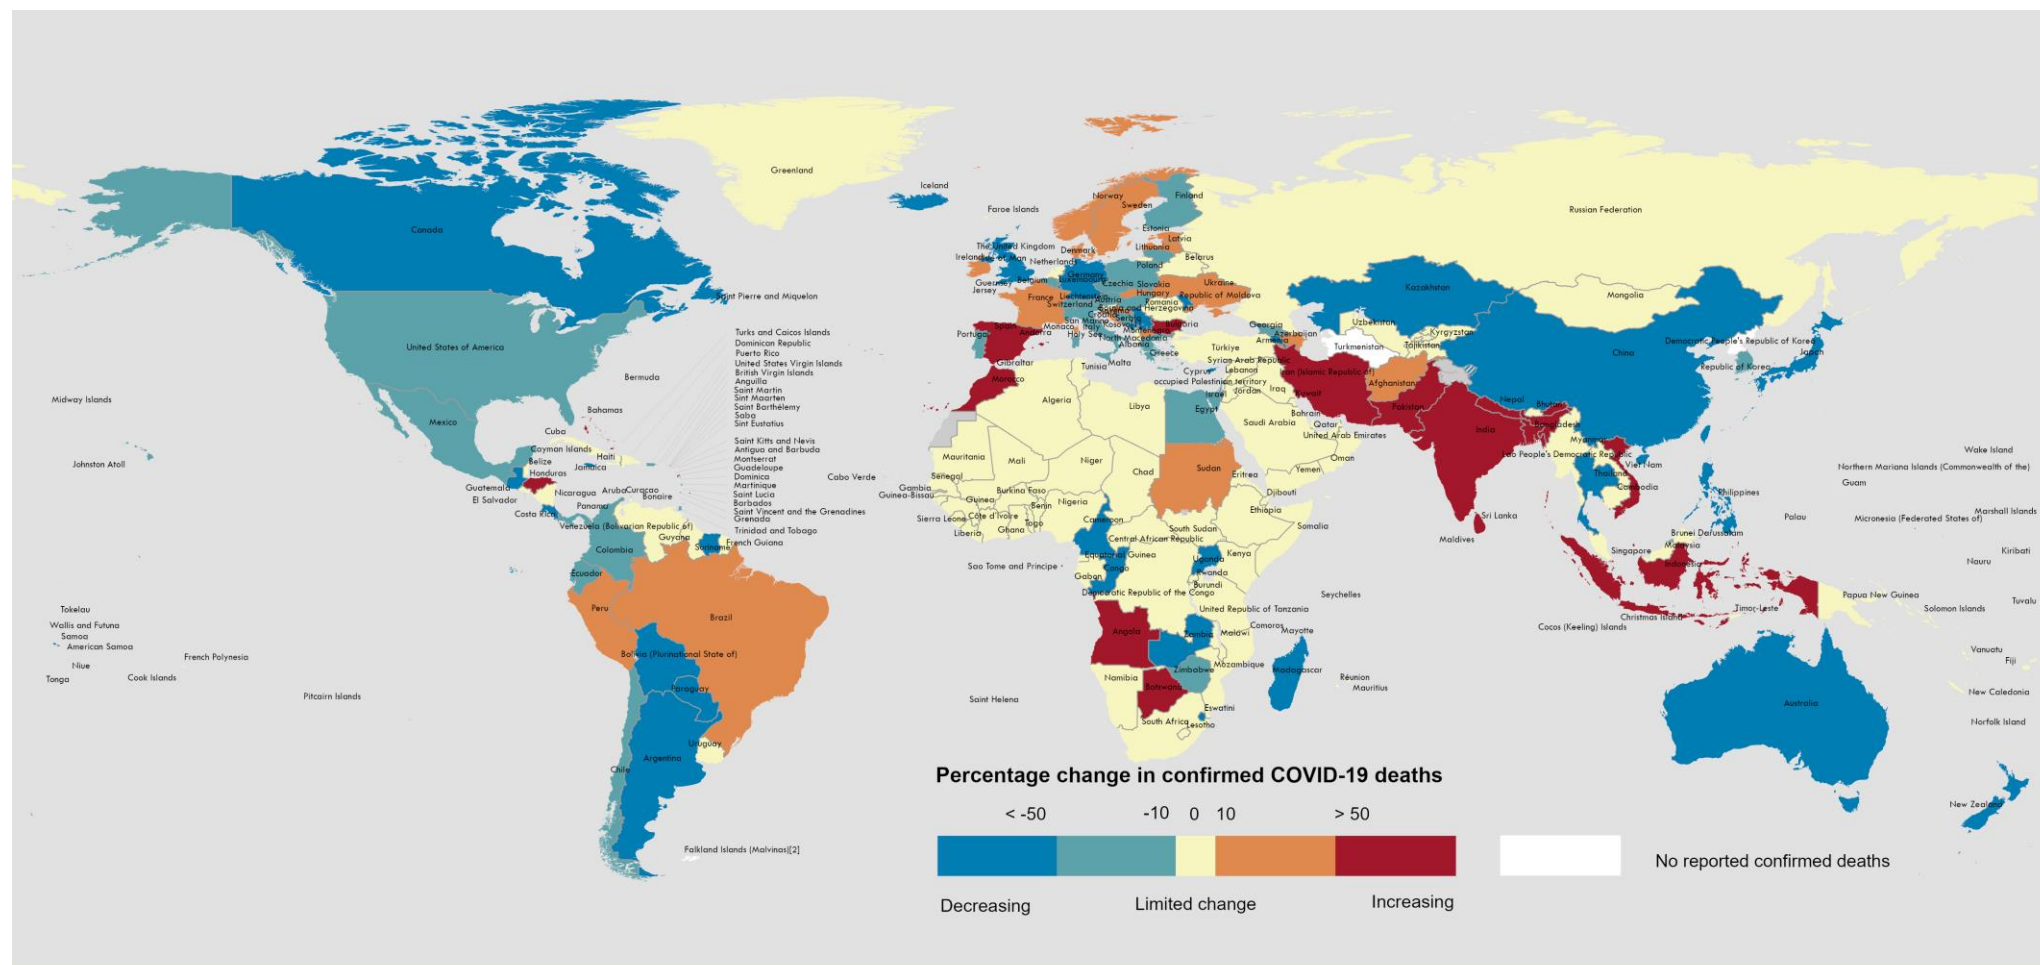 Greenland
Iceland
Faroe Islands
Norway
Sweden
Finland
Russian Federation
Canada
Estonia
Latvia
Lithuania
Denmark
The United Kingdom
Ireland
Isle of Man
Netherlands
Belarus
Poland
Germany
Guernsey
Belgium
Luxembourg
Jersey
Czechia
Slovakia
Ukraine
Kazakhstan
Mongolia
Saint Pierre and Miquelon
France
Liechtenstein
Austria
Hungary
Republic of Moldova
Switzerland
Romania
Bosnia and Herzegovina
Croatia
San Marino
Serbia
Spain
Andorra
Monaco
Italy
Kosovo
Montenegro
Bulgaria
Georgia
Azerbaijan
Uzbekistan
Kyrgyzstan
Portugal
Holy See
North Macedonia
Armenia
Turkmenistan
Tajikistan
Democratic People's Republic of Korea
Albania
Türkiye
China
Japan
Greece
United States of America
Turks and Caicos Islands
Dominican Republic
Puerto Rico
United States Virgin Islands
British Virgin Islands
Anguilla
Saint Martin
Sint Maarten
Saint Barthélemy
Saba
Sint Eustatius
Saint Kitts and Nevis
Antigua and Barbuda
Montserrat
Guadeloupe
Dominica
Martinique
Saint Lucia
Barbados
Saint Vincent and the Grenadines
Grenada
Trinidad and Tobago
Gibraltar
Tunisia
Malta
Syrian Arab Republic
Cyprus
Lebanon
Iran (Islamic Republic of)
Republic of Korea
Bermuda
Morocco
occupied Palestinian territory
Israel
Jordan
Iraq
Kuwait
Afghanistan
Midway Islands
Algeria
Libya
Egypt
Bahrain
Pakistan
Nepal
Bhutan
Bahamas
Saudi Arabia
Qatar
United Arab Emirates
India
Bangladesh
Mexico
Cuba
Myanmar
Cayman Islands
Haiti
Lao People's Democratic Republic
Wake Island
Johnston Atoll
Belize
Jamaica
Honduras
Cabo Verde
Mauritania
Mali
Niger
Chad
Sudan
Eritrea
Yemen
Oman
Viet Nam
Thailand
Northern Mariana Islands (Commonwealth of the)
Guatemala
El Salvador
Nicaragua
Aruba
Curacao
Bonaire
Senegal
Gambia
Guinea-Bissau
Burkina Faso
Guinea
Benin
Nigeria
Djibouti
Cambodia
Philippines
Guam
Costa Rica
Panama
Sierra Leone
Côte d'Ivoire
Ghana
Togo
Liberia
Cameroon
Ethiopia
Somalia
Sri Lanka
Palau
Micronesia (Federated States of)
Marshall Islands
Venezuela (Bolivarian Republic of)
Guyana
Suriname
French Guiana
South Sudan
Central African Republic
Maldives
Brunei Darussalam
Malaysia
Singapore
Colombia
Equatorial Guinea
Uganda
Kenya
Kiribati
Ecuador
Sao Tome and Principe
Gabon
Congo
Rwanda
Burundi
Indonesia
Nauru
Democratic Republic of the Congo
Seychelles
Papua New Guinea
Tokelau
Peru
Brazil
United Republic of Tanzania
Timor-Leste
Christmas Island
Solomon Islands
Tuvalu
Wallis and Futuna
Samoa
American Samoa
Angola
Zambia
Malawi
Comoros
Mayotte
Cocos (Keeling) Islands
French Polynesia
Bolivia (Plurinational State of)
Vanuatu
Fiji
Niue
Tonga
Cook Islands
Zimbabwe
Mozambique
Madagascar
Namibia
Botswana
Réunion
Mauritius
Pitcairn Islands
Paraguay
Saint Helena
New Caledonia
Australia
Eswatini
South Africa
Lesotho
Norfolk Island
Uruguay
Argentina
Chile
New Zealand
Falkland Islands (Malvinas)[2]
Percentage change in confirmed COVID-19 deaths
< -50 -10 0 10 > 50
No reported confirmed deaths
Decreasing Limited change Increasing